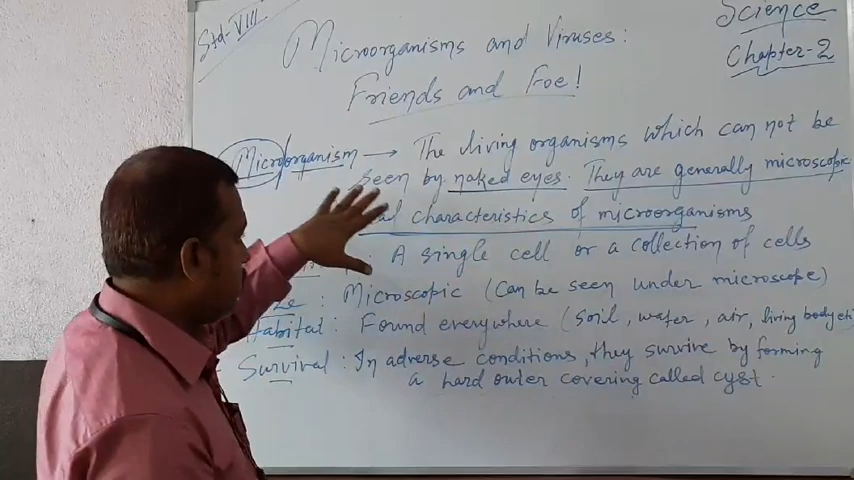 Std-VIII
Science
Chapter-2
Microorganisms and Viruses:
Friends and Foe!
Microorganism → The living organisms which can not be
seen by naked eyes. They are generally microscopic
characteristics of microorganisms
: A single cell or a collection of cells
: Microscopic (Can be seen under microscope)
Habitat : Found everywhere (Soil, water, air, living body etc
Survival : In adverse conditions, they survive by forming
a hard outer covering called cyst.